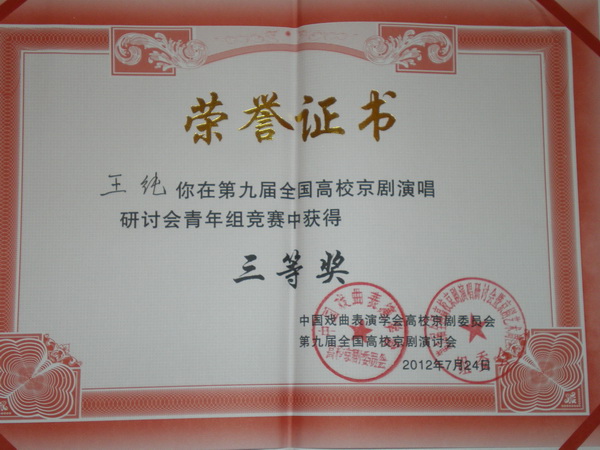 荣誉证书
王纯 你在第九届全国高校京剧演唱
研讨会青年组竞赛中获得
三等奖
中国戏曲表演学会高校京剧委员会
第九届全国高校京剧演讨会
2012年7月24日